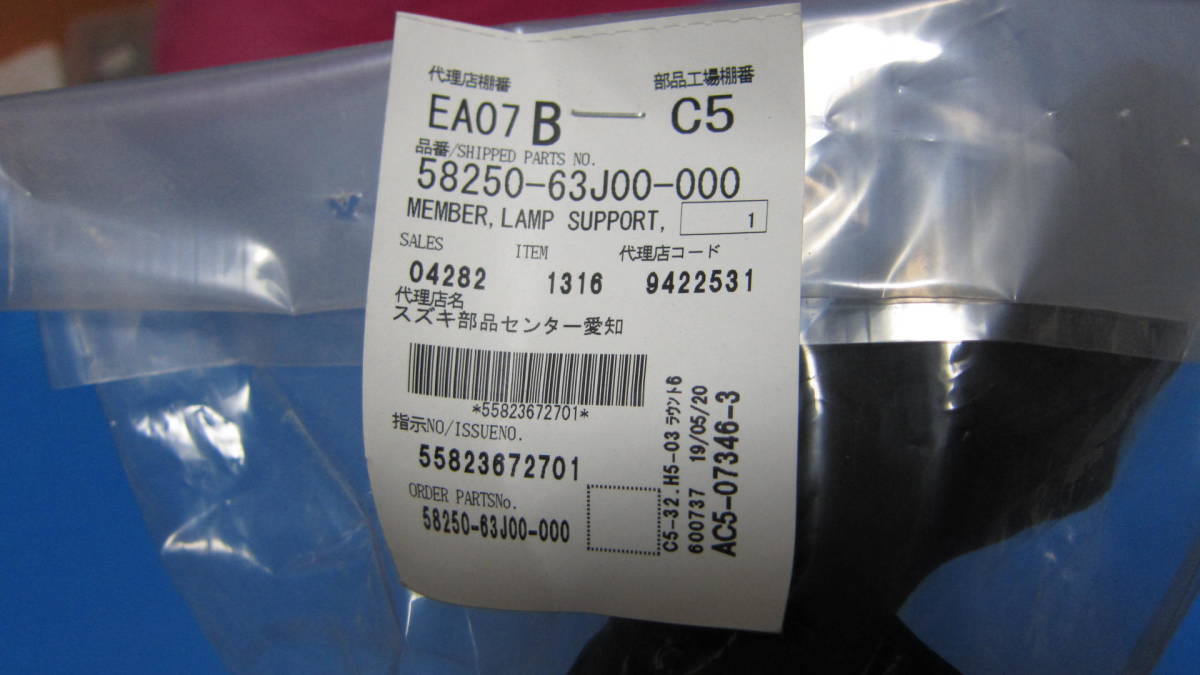 代理店棚番 部品工場棚番
EA07 B C5
品番/SHIPPED PARTS NO.
58250-63J00-000
MEMBER, LAMP SUPPORT, 1
SALES ITEM 代理店コード
04282 1316 9422531
代理店名
スズキ部品センター愛知
*55823672701*
指示NO/ISSUENO.
55823672701
ORDER PARTSNo.
58250-63J00-000
C5-32.H5-03 ラウンド6
600737 19/05/20
AC5-07346-3